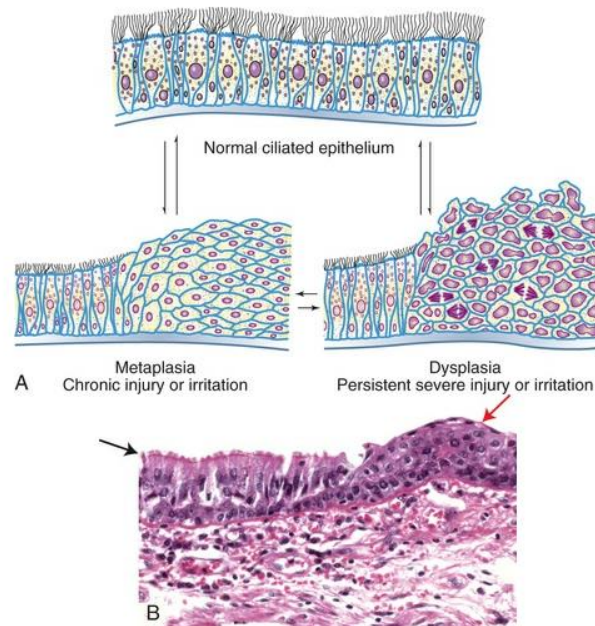 Normal ciliated epithelium
Metaplasia
Chronic injury or irritation
Dysplasia
Persistent severe injury or irritation
A
B